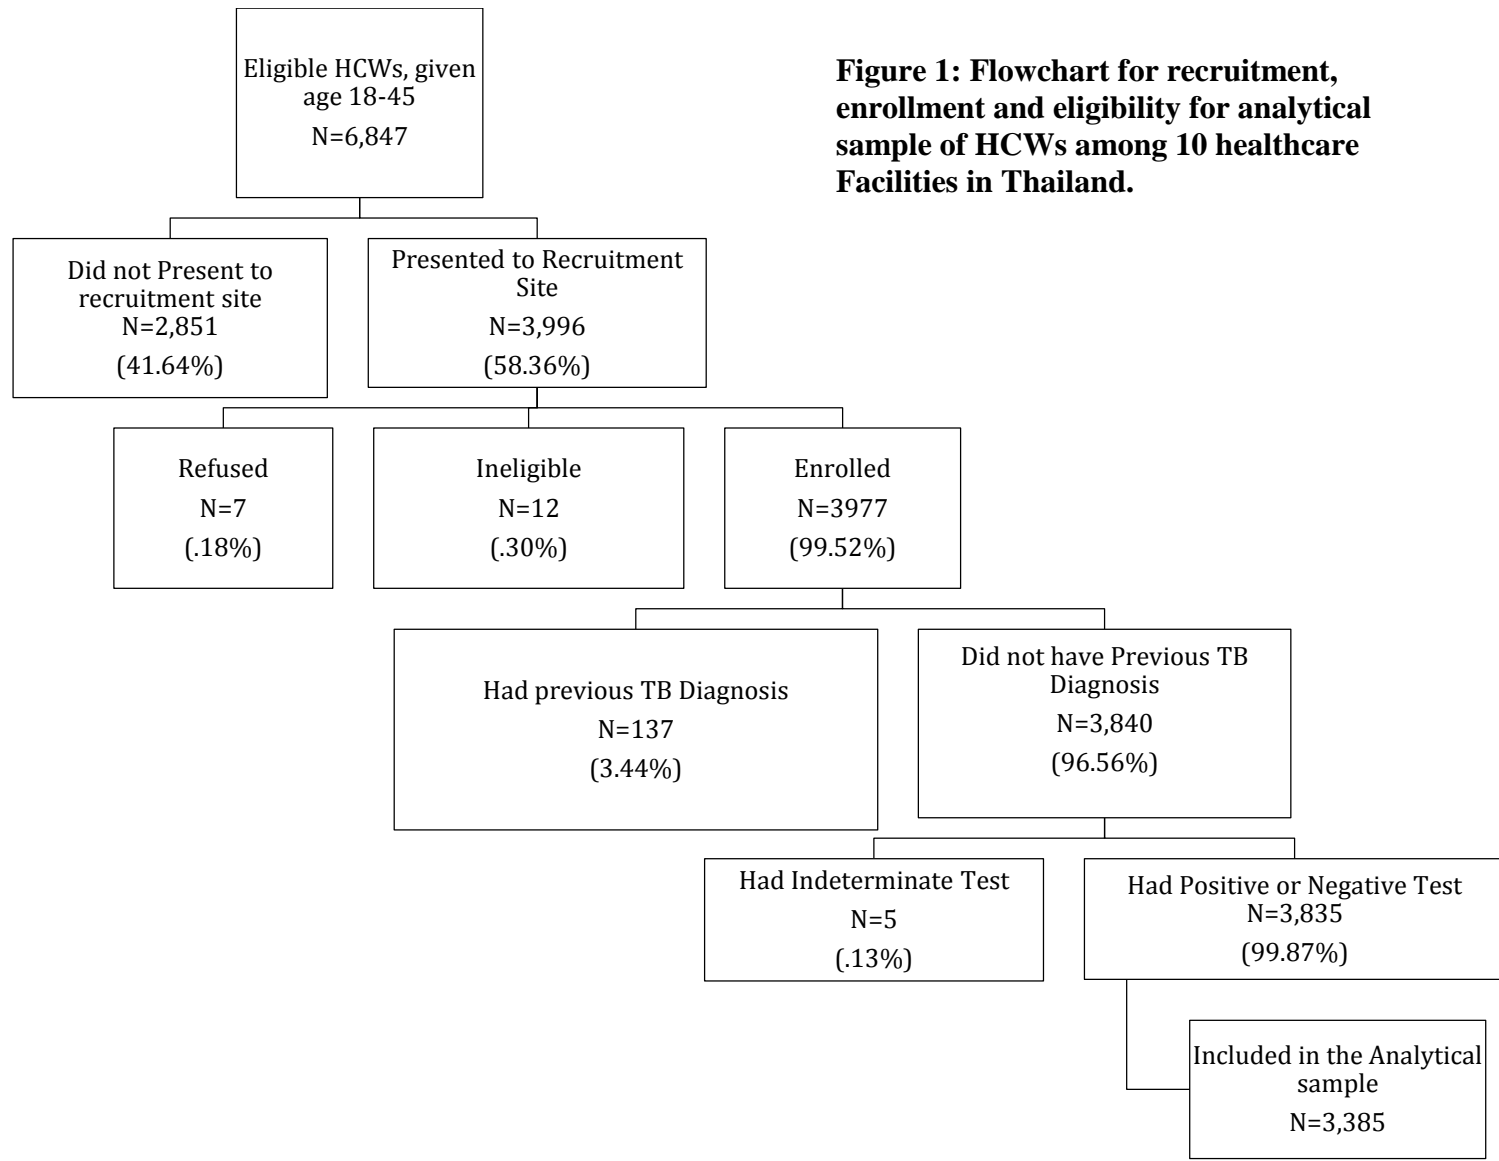 Figure 1: Flowchart for recruitment,
enrollment and eligibility for analytical
sample of HCWs among 10 healthcare
Facilities in Thailand.
Eligible HCWs, given
age 18-45
N=6,847
Did not Present to
recruitment site
N=2,851
(41.64%)
Presented to Recruitment
Site
N=3,996
(58.36%)
Refused
N=7
(.18%)
Ineligible
N=12
(.30%)
Enrolled
N=3977
(99.52%)
Had previous TB Diagnosis
N=137
(3.44%)
Did not have Previous TB
Diagnosis
N=3,840
(96.56%)
Had Indeterminate Test
N=5
(.13%)
Had Positive or Negative Test
N=3,835
(99.87%)
Included in the Analytical
sample
N=3,385